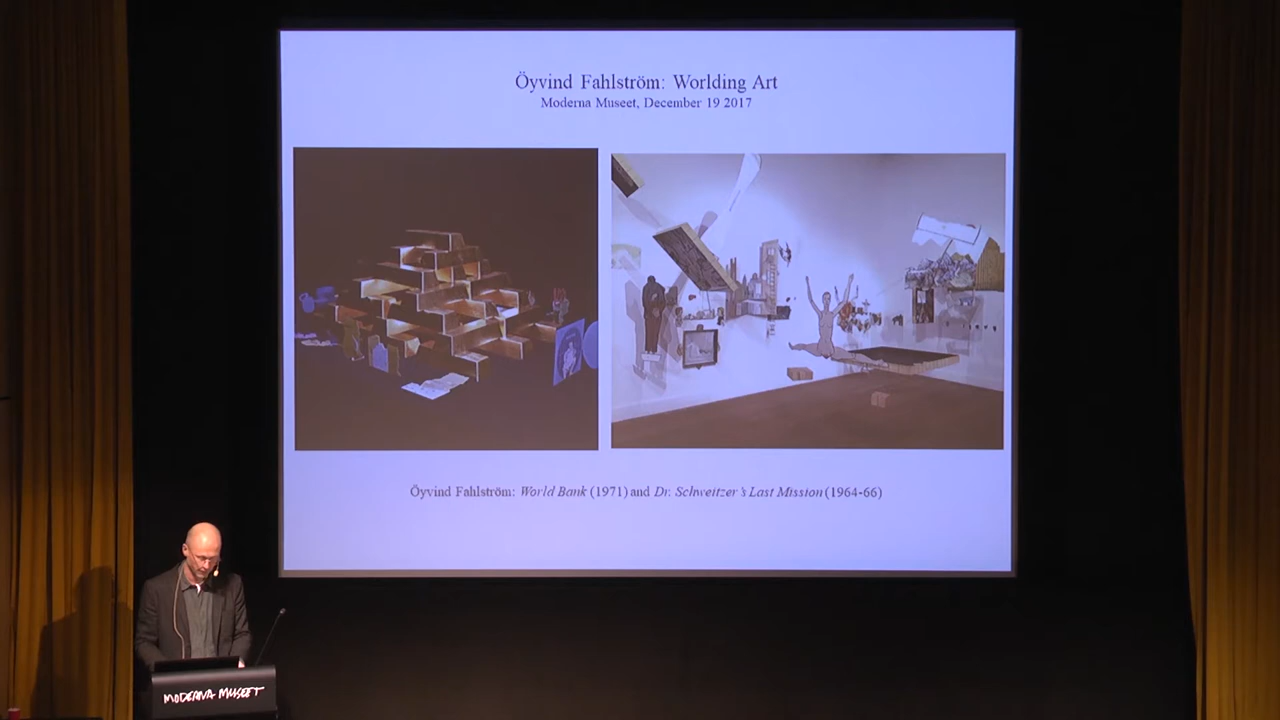 Öyvind Fahlström: Worlding Art
Moderna Museet, December 19 2017
Öyvind Fahlström: World Bank (1971) and Dr. Schweitzer's Last Mission (1964-66)
MODERNA MUSEET